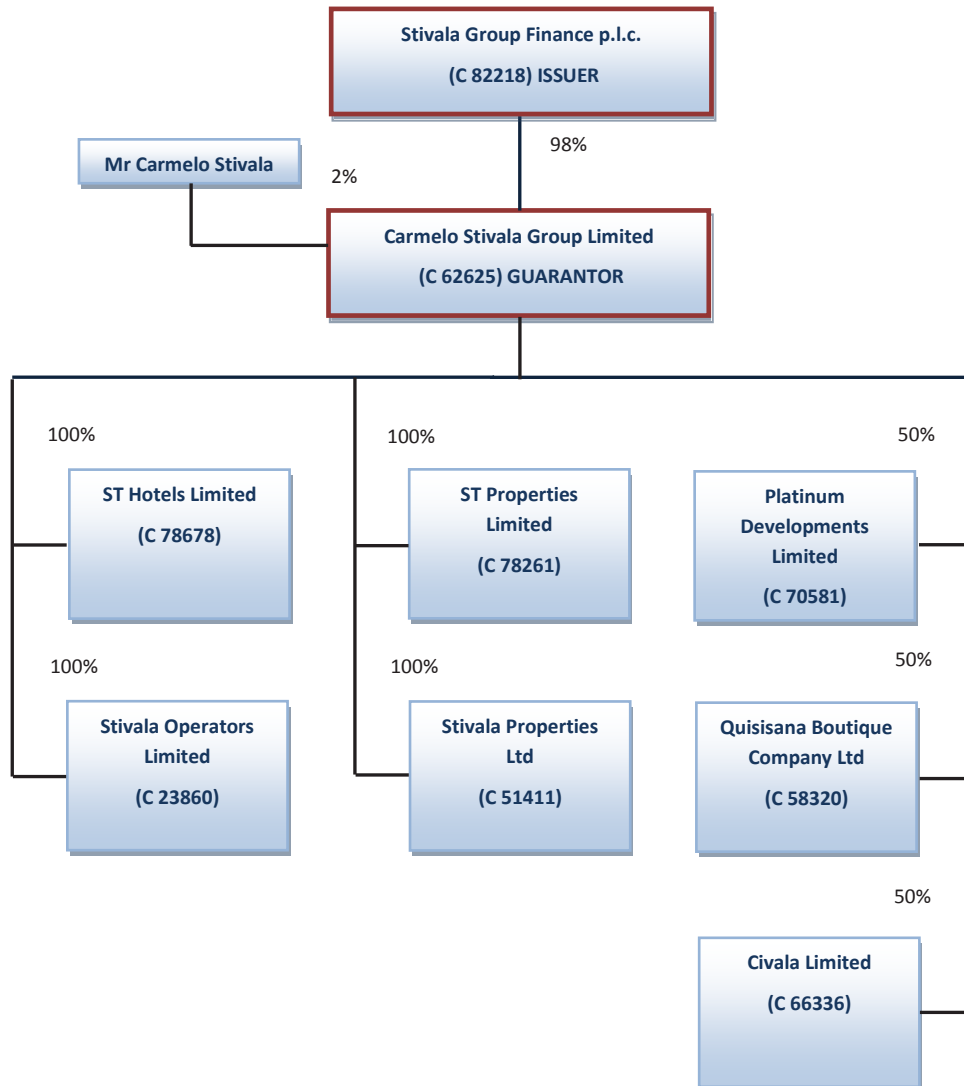 Stivala Group Finance p.l.c.
(C 82218) ISSUER
98%
Mr Carmelo Stivala
2%
Carmelo Stivala Group Limited
(C 62625) GUARANTOR
100%
100%
50%
ST Hotels Limited
(C 78678)
ST Properties
Limited
(C 78261)
Platinum
Developments
Limited
(C 70581)
100%
100%
50%
Stivala Operators
Limited
(C 23860)
Stivala Properties
Ltd
(C 51411)
Quisisana Boutique
Company Ltd
(C 58320)
50%
Civala Limited
(C 66336)